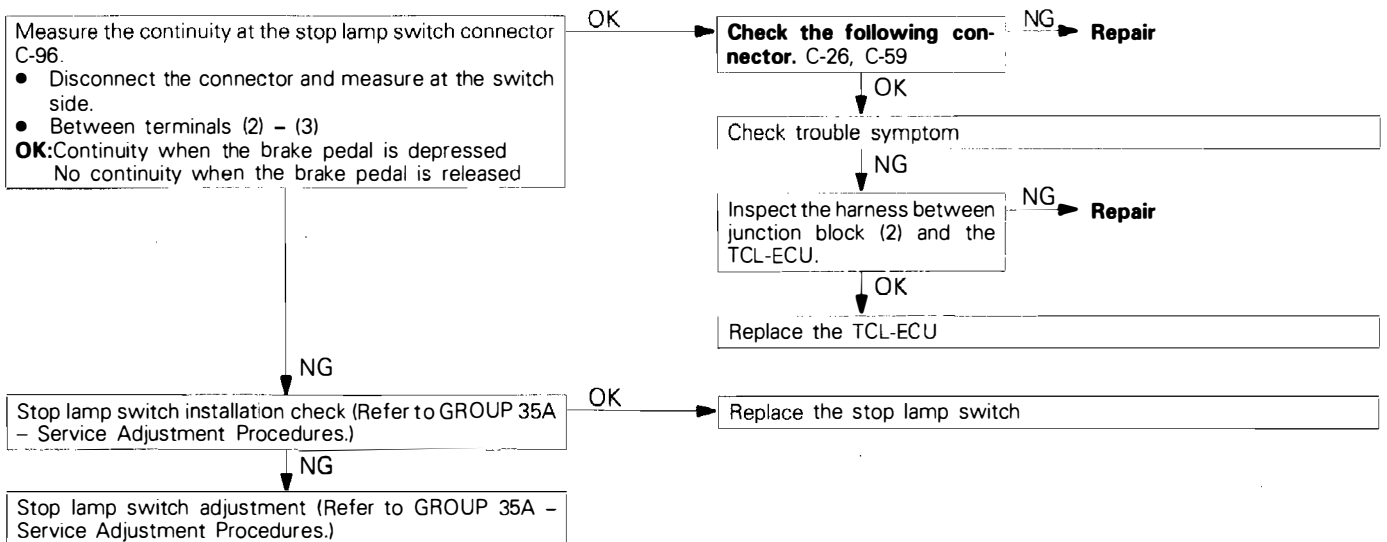 Measure the continuity at the stop lamp switch connector
C-96.
● Disconnect the connector and measure at the switch
side.
● Between terminals (2) – (3)
OK:Continuity when the brake pedal is depressed
No continuity when the brake pedal is released
OK
Check the following con-
nector. C-26, C-59
NG
Repair
OK
Check trouble symptom
NG
Inspect the harness between
junction block (2) and the
TCL-ECU.
NG
Repair
OK
Replace the TCL-ECU
NG
Stop lamp switch installation check (Refer to GROUP 35A
– Service Adjustment Procedures.)
OK
Replace the stop lamp switch
NG
Stop lamp switch adjustment (Refer to GROUP 35A –
Service Adjustment Procedures.)